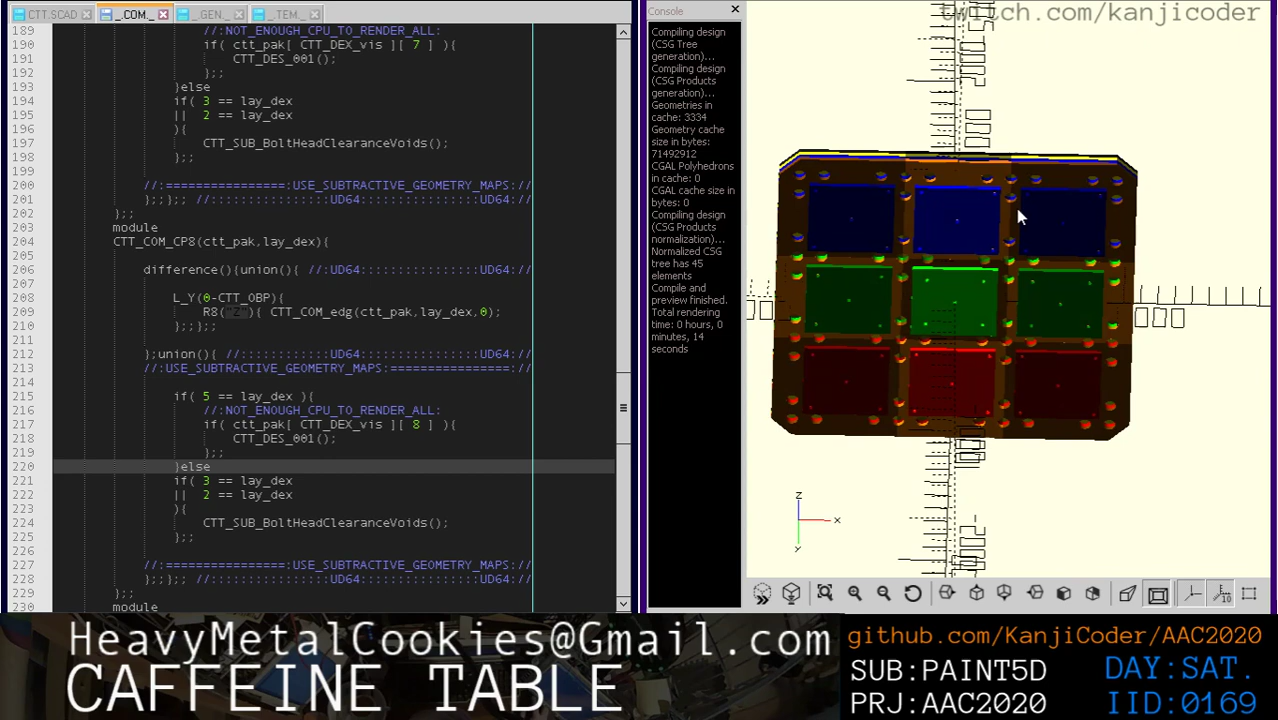 CTT.SCAD
_.COM._
_.GEN._
_.TEM._
189 //:NOT_ENOUGH_CPU_TO_RENDER_ALL:
190 if( ctt_pak[ CTT_DEX_vis ][ 7 ] ){
191 CTT_DES_001();
192 };;
193 }else
194 if( 3 == lay_dex
195 || 2 == lay_dex
196 ){
197 CTT_SUB_BoltHeadClearanceVoids();
198 };;
199
200 //:================:USE_SUBTRACTIVE_GEOMETRY_MAPS://
201 };;};; //::::::::::::::::UD64::::::::::::::::UD64://
202 };;
203 module
204 CTT_COM_CP8(ctt_pak,lay_dex){
205
206 difference(){union(){ //:UD64::::::::::::::::UD64://
207
208 L_Y(0-CTT_OBP){
209 R8("Z"){ CTT_COM_edg(ctt_pak,lay_dex,0);
210 };;};;
211
212 };union(){ //:UD64:::::::::::::::::::::::::::UD64://
213 //:USE_SUBTRACTIVE_GEOMETRY_MAPS:================://
214
215 if( 5 == lay_dex ){
216 //:NOT_ENOUGH_CPU_TO_RENDER_ALL:
217 if( ctt_pak[ CTT_DEX_vis ][ 8 ] ){
218 CTT_DES_001();
219 };;
220 }else
221 if( 3 == lay_dex
222 || 2 == lay_dex
223 ){
224 CTT_SUB_BoltHeadClearanceVoids();
225 };;
226
227 //:================:USE_SUBTRACTIVE_GEOMETRY_MAPS://
228 };;};; //::::::::::::::::UD64::::::::::::::::UD64://
229 };;
230 module
Console
Compiling design
(CSG Tree
generation)...
Compiling design
(CSG Products
generation)...
Geometries in
cache: 3334
Geometry cache
size in bytes:
71492912
CGAL Polyhedrons
in cache: 0
CGAL cache size in
bytes: 0
Compiling design
(CSG Products
normalization)...
Normalized CSG
tree has 45
elements
Compile and
preview finished.
Total rendering
time: 0 hours, 0
minutes, 14
seconds
twitch.com/kanjicoder
Z
X
Y
10
HeavyMetalCookies@Gmail.com
CAFFEINE TABLE
github.com/KanjiCoder/AAC2020
SUB:PAINT5D DAY:SAT.
PRJ:AAC2020 IID:0169